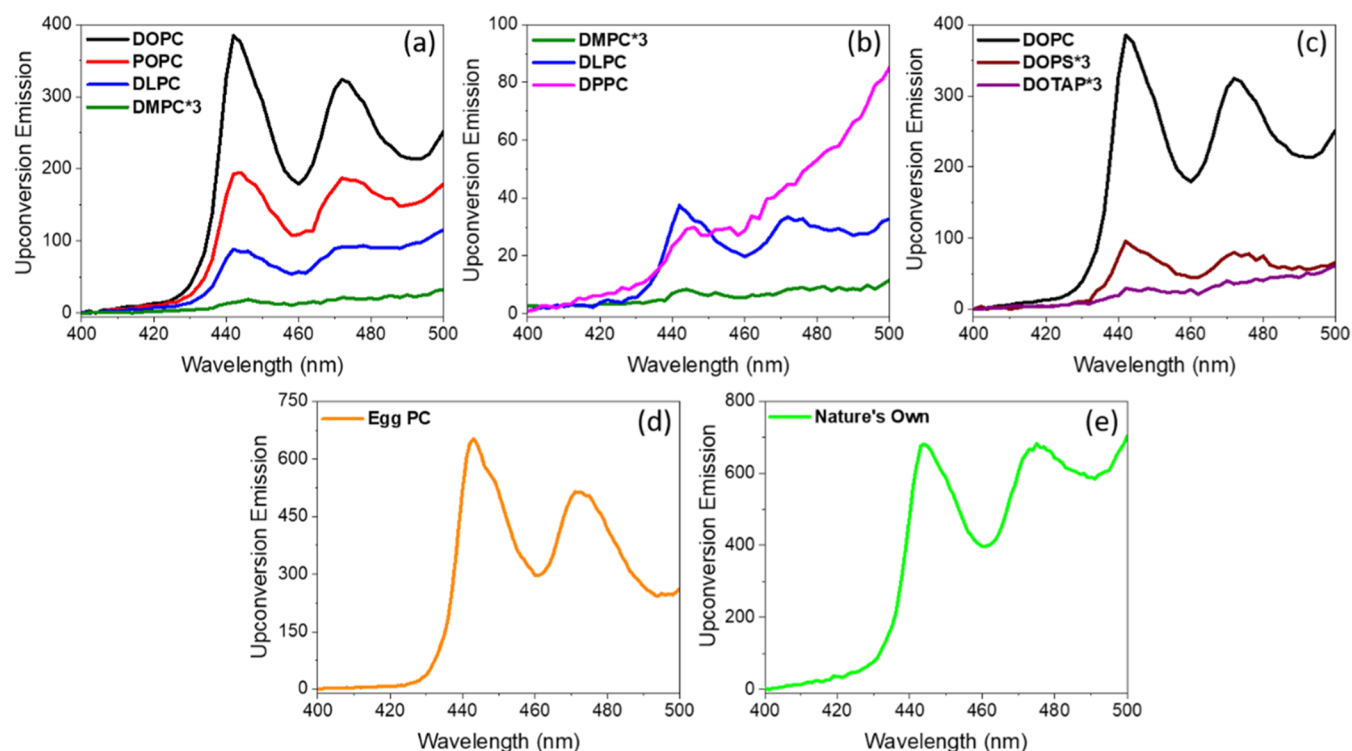 (a)
DOPC
POPC
DLPC
DMPC*3
Upconversion Emission
400
300
200
100
0
400 420 440 460 480 500
Wavelength (nm)
(b)
DMPC*3
DLPC
DPPC
Upconversion Emission
100
80
60
40
20
0
400 420 440 460 480 500
Wavelength (nm)
(c)
DOPC
DOPS*3
DOTAP*3
Upconversion Emission
400
300
200
100
0
400 420 440 460 480 500
Wavelength (nm)
(d)
Egg PC
Upconversion Emission
750
600
450
300
150
0
400 420 440 460 480 500
Wavelength (nm)
(e)
Nature's Own
Upconversion Emission
800
600
400
200
0
400 420 440 460 480 500
Wavelength (nm)